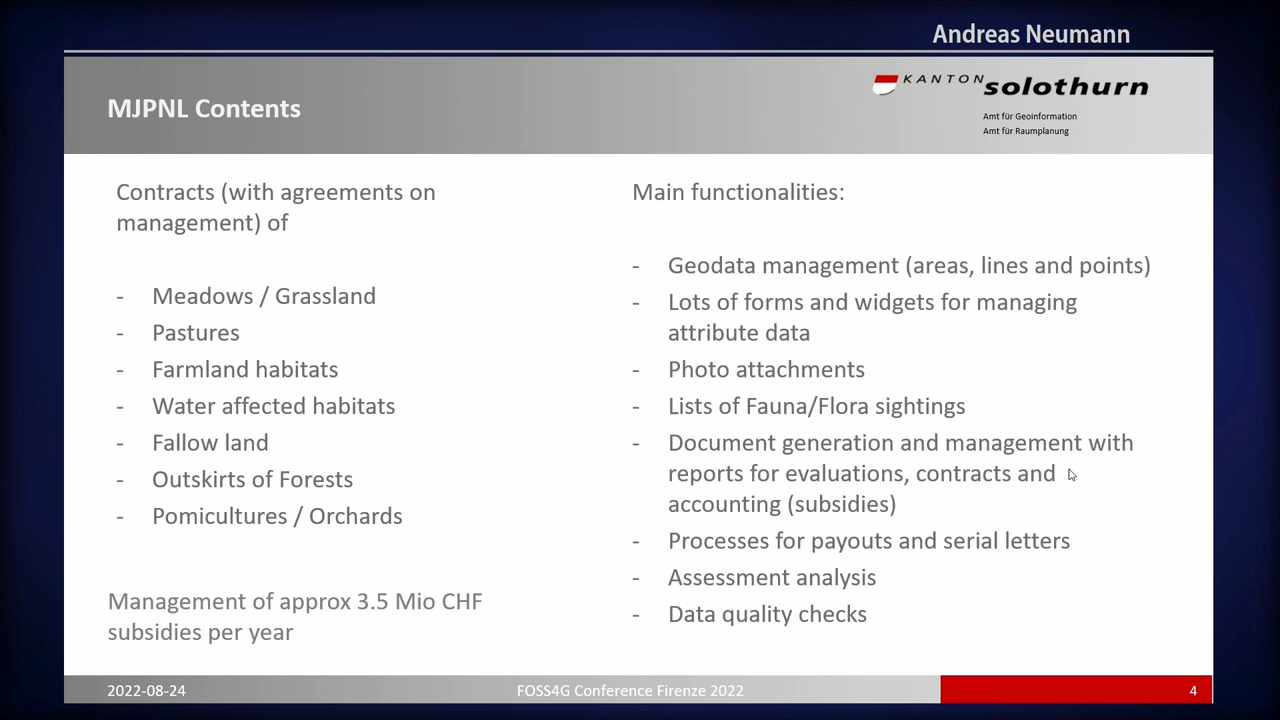 Andreas Neumann
MJPNL Contents
KANTON solothurn
Amt für Geoinformation
Amt für Raumplanung
Contracts (with agreements on
management) of
- Meadows / Grassland
- Pastures
- Farmland habitats
- Water affected habitats
- Fallow land
- Outskirts of Forests
- Pomicultures / Orchards
Management of approx 3.5 Mio CHF
subsidies per year
Main functionalities:
- Geodata management (areas, lines and points)
- Lots of forms and widgets for managing
attribute data
- Photo attachments
- Lists of Fauna/Flora sightings
- Document generation and management with
reports for evaluations, contracts and
accounting (subsidies)
- Processes for payouts and serial letters
- Assessment analysis
- Data quality checks
2022-08-24
FOSS4G Conference Firenze 2022
4